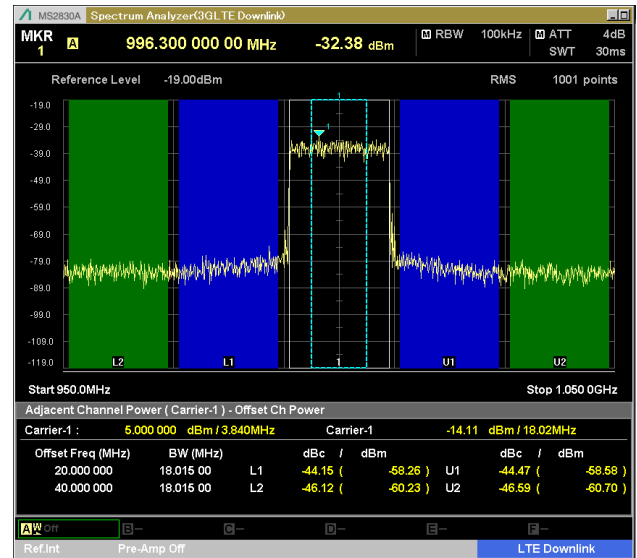 MS2830A Spectrum Analyzer(3GLTE Downlink)
MKR 1 A 996.300 000 00 MHz -32.38 dBm M RBW 100kHz M ATT 4dB
SWT 30ms
Reference Level -19.00dBm RMS 1001 points
1
-19.0
-29.0
1
-39.0
-49.0
-59.0
-69.0
-79.0
-89.0
-99.0
-109.0
-119.0
L2 L1 1 U1 U2
Start 950.0MHz Stop 1.050 0GHz
Adjacent Channel Power ( Carrier-1 ) - Offset Ch Power
Carrier-1 : 5.000 000 dBm / 3.840MHz Carrier-1 -14.11 dBm / 18.02MHz
Offset Freq (MHz) BW (MHz) dBc / dBm dBc / dBm
20.000 000 18.015 00 L1 -44.15 ( -58.26 ) U1 -44.47 ( -58.58 )
40.000 000 18.015 00 L2 -46.12 ( -60.23 ) U2 -46.59 ( -60.70 )
A W Off B — C — D — E — F —
Ref.Int Pre-Amp Off LTE Downlink